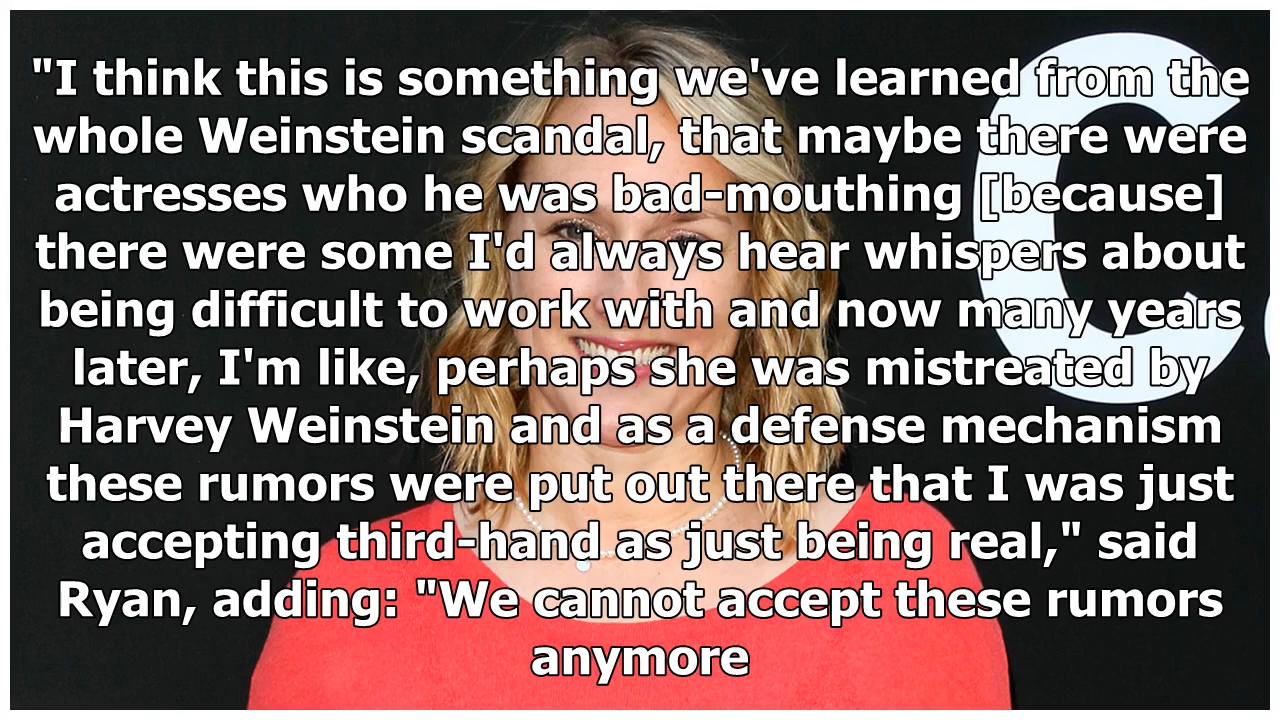 "I think this is something we've learned from the
whole Weinstein scandal, that maybe there were
actresses who he was bad-mouthing [because]
there were some I'd always hear whispers about
being difficult to work with and now many years
later, I'm like, perhaps she was mistreated by
Harvey Weinstein and as a defense mechanism
these rumors were put out there that I was just
accepting third-hand as just being real," said
Ryan, adding: "We cannot accept these rumors
anymore